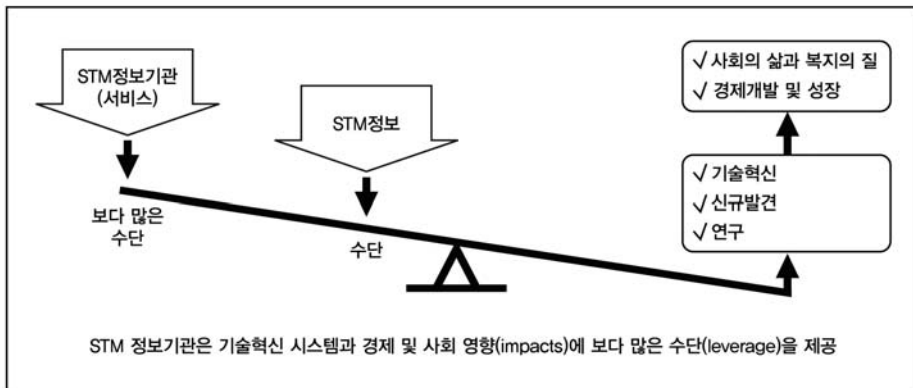 STM정보기관
(서비스)
STM정보
보다 많은
수단
수단
√ 사회의 삶과 복지의 질
√ 경제개발 및 성장
√ 기술혁신
√ 신규발견
√ 연구
STM 정보기관은 기술혁신 시스템과 경제 및 사회 영향(impacts)에 보다 많은 수단(leverage)을 제공